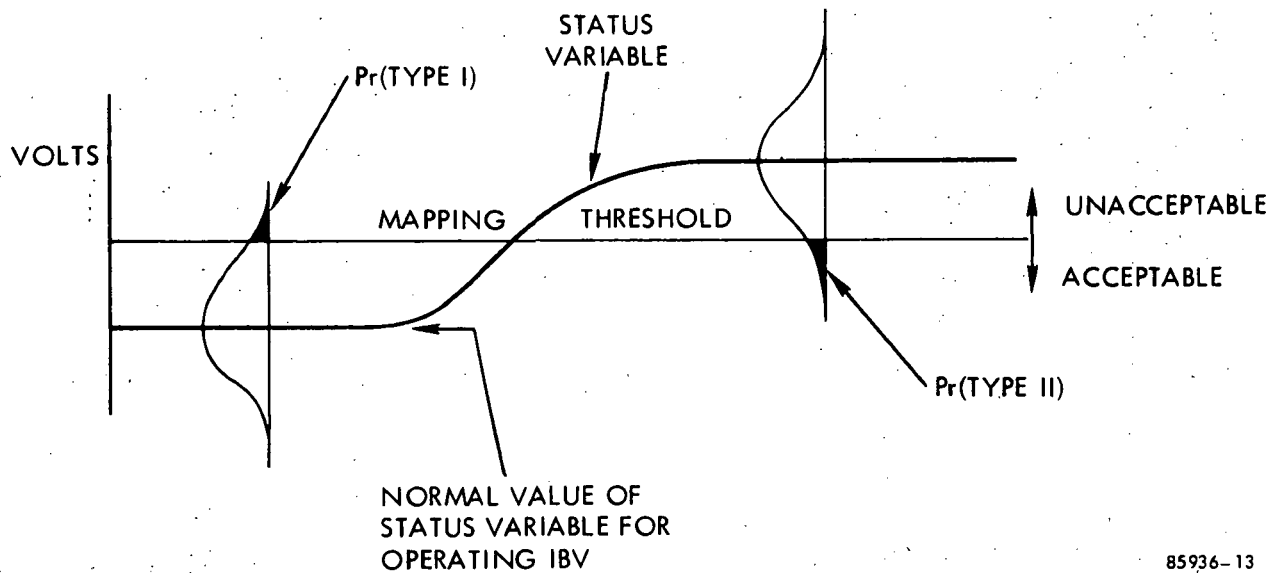 STATUS
VARIABLE
Pr(TYPE I)
VOLTS
MAPPING THRESHOLD
UNACCEPTABLE
ACCEPTABLE
Pr(TYPE II)
NORMAL VALUE OF
STATUS VARIABLE FOR
OPERATING IBV
85936-13